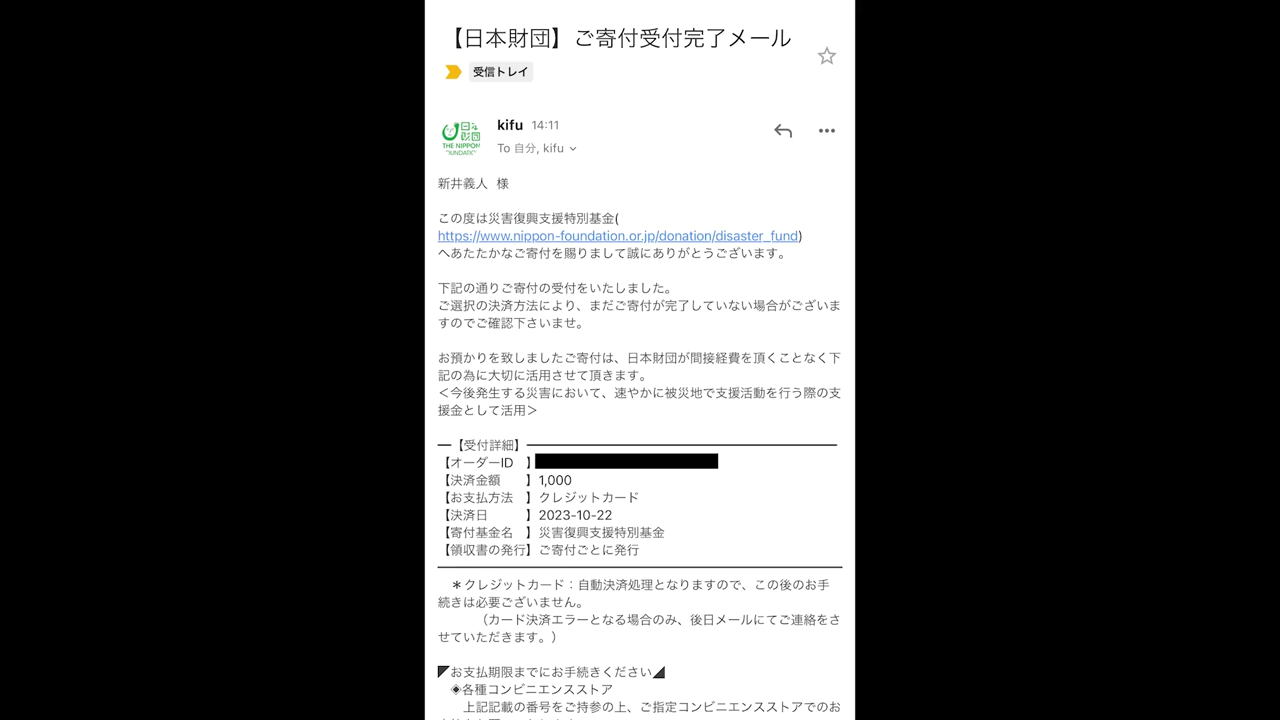 【日本財団】ご寄付受付完了メール
受信トレイ
kifu 14:11
To 自分, kifu
日本財団
THE NIPPON
FOUNDATION
新井義人 様
この度は災害復興支援特別基金(
https://www.nippon-foundation.or.jp/donation/disaster_fund)
へあたたかなご寄付を賜りまして誠にありがとうございます。
下記の通りご寄付の受付をいたしました。
ご選択の決済方法により、まだご寄付が完了していない場合がございま
すのでご確認下さいませ。
お預かりを致しましたご寄付は、日本財団が間接経費を頂くことなく下
記の為に大切に活用させて頂きます。
＜今後発生する災害において、速やかに被災地で支援活動を行う際の支
援金として活用＞
━【受付詳細】━━━━━━━━━━━━━━━━━━
【オーダーID 】
【決済金額 】1,000
【お支払方法 】クレジットカード
【決済日 】2023-10-22
【寄付基金名 】災害復興支援特別基金
【領収書の発行】ご寄付ごとに発行
＊クレジットカード：自動決済処理となりますので、この後のお手
続きは必要ございません。
（カード決済エラーとなる場合のみ、後日メールにてご連絡をさ
せていただきます。）
◤お支払期限までにお手続きください◢
◈各種コンビニエンスストア
上記記載の番号をご持参の上、ご指定コンビニエンスストアでのお